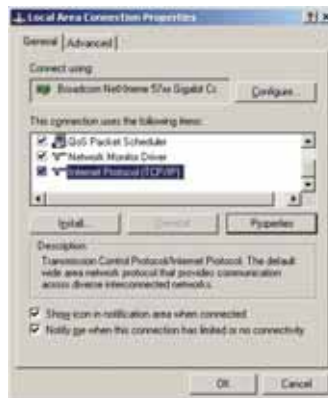 Local Area Connection Properties
General
Advanced
Connect using:
Broadcom NetXtreme 57xx Gigabit Cc
Configure...
This connection uses the following items:
QoS Packet Scheduler
Network Monitor Driver
Internet Protocol (TCP/IP)
Install...
Uninstall
Properties
Description
Transmission Control Protocol/Internet Protocol. The default
wide area network protocol that provides communication
across diverse interconnected networks.
Show icon in notification area when connected
Notify me when this connection has limited or no connectivity
OK
Cancel